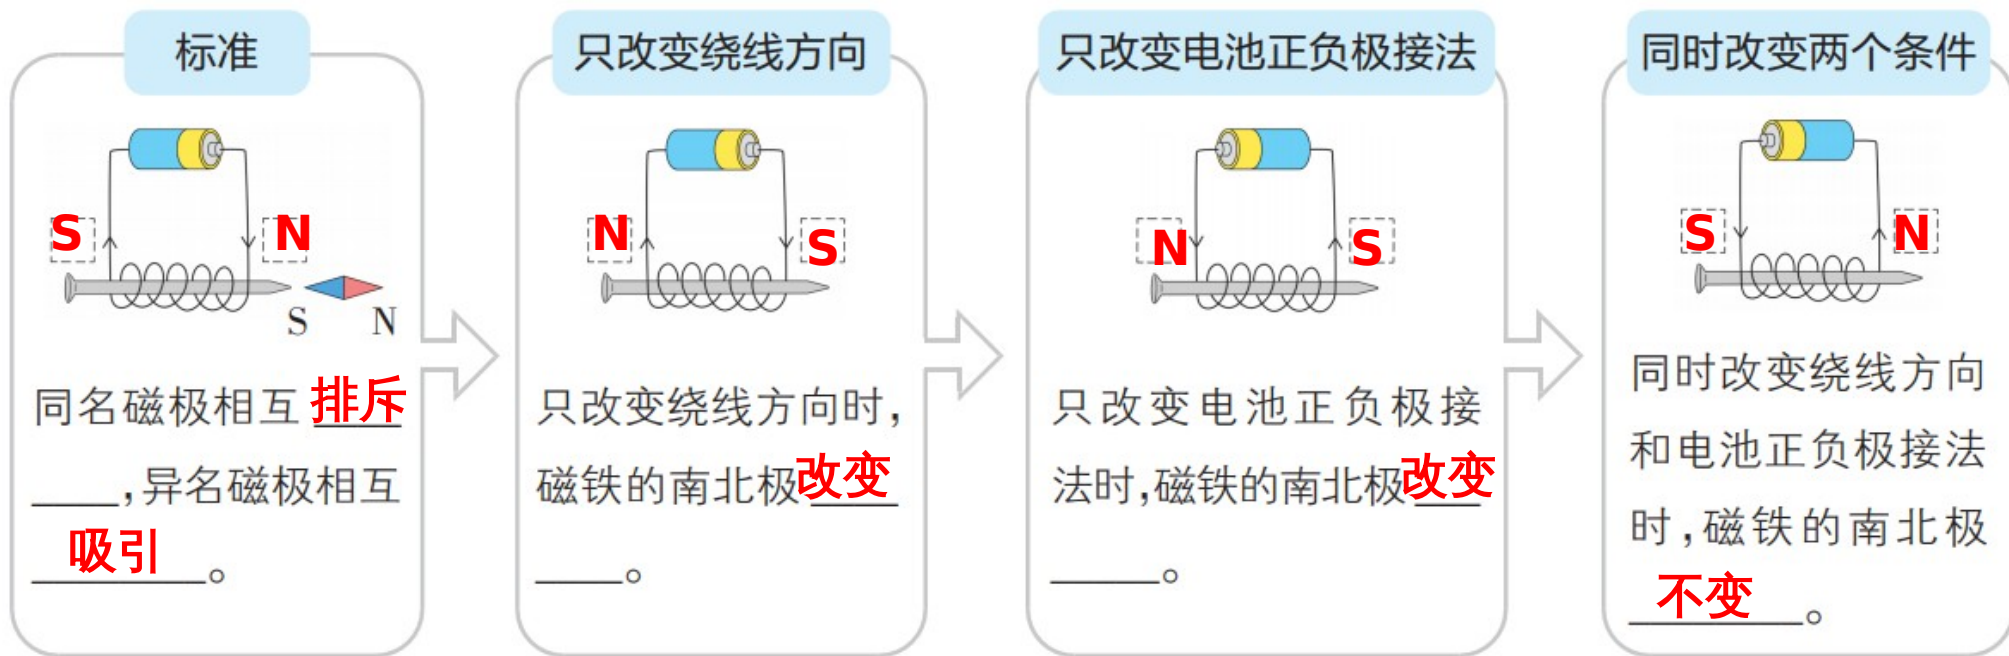 标准
S
N
S N
同名磁极相互 排斥
,异名磁极相互
吸引。
只改变绕线方向
N
S
只改变绕线方向时,
磁铁的南北极改变
。
只改变电池正负极接法
N
S
只改变电池正负极接
法时,磁铁的南北极改变
。
同时改变两个条件
S
N
同时改变绕线方向
和电池正负极接法
时,磁铁的南北极
不变。